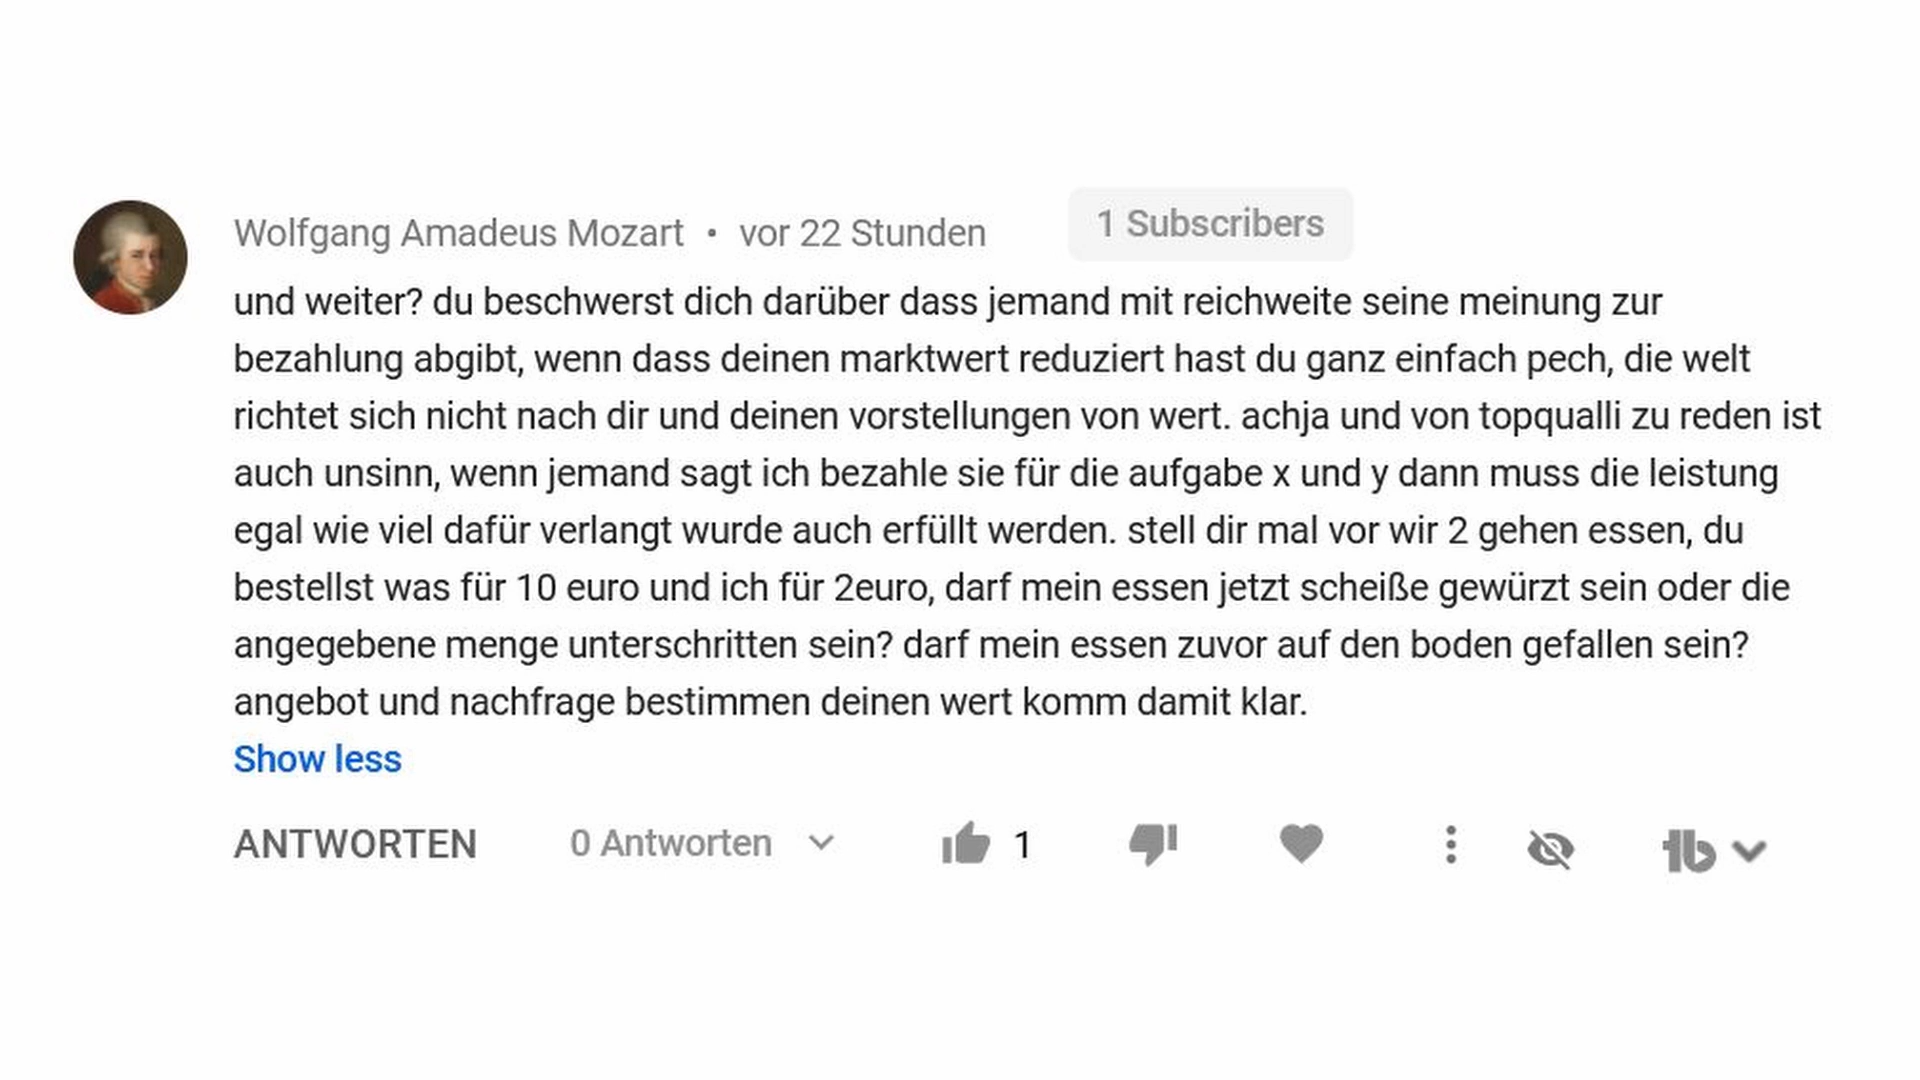 Wolfgang Amadeus Mozart • vor 22 Stunden 1 Subscribers
und weiter? du beschwerst dich darüber dass jemand mit reichweite seine meinung zur
bezahlung abgibt, wenn dass deinen marktwert reduziert hast du ganz einfach pech, die welt
richtet sich nicht nach dir und deinen vorstellungen von wert. achja und von topqualli zu reden ist
auch unsinn, wenn jemand sagt ich bezahle sie für die aufgabe x und y dann muss die leistung
egal wie viel dafür verlangt wurde auch erfüllt werden. stell dir mal vor wir 2 gehen essen, du
bestellst was für 10 euro und ich für 2euro, darf mein essen jetzt scheiße gewürzt sein oder die
angegebene menge unterschritten sein? darf mein essen zuvor auf den boden gefallen sein?
angebot und nachfrage bestimmen deinen wert komm damit klar.
Show less
ANTWORTEN 0 Antworten 1 tb